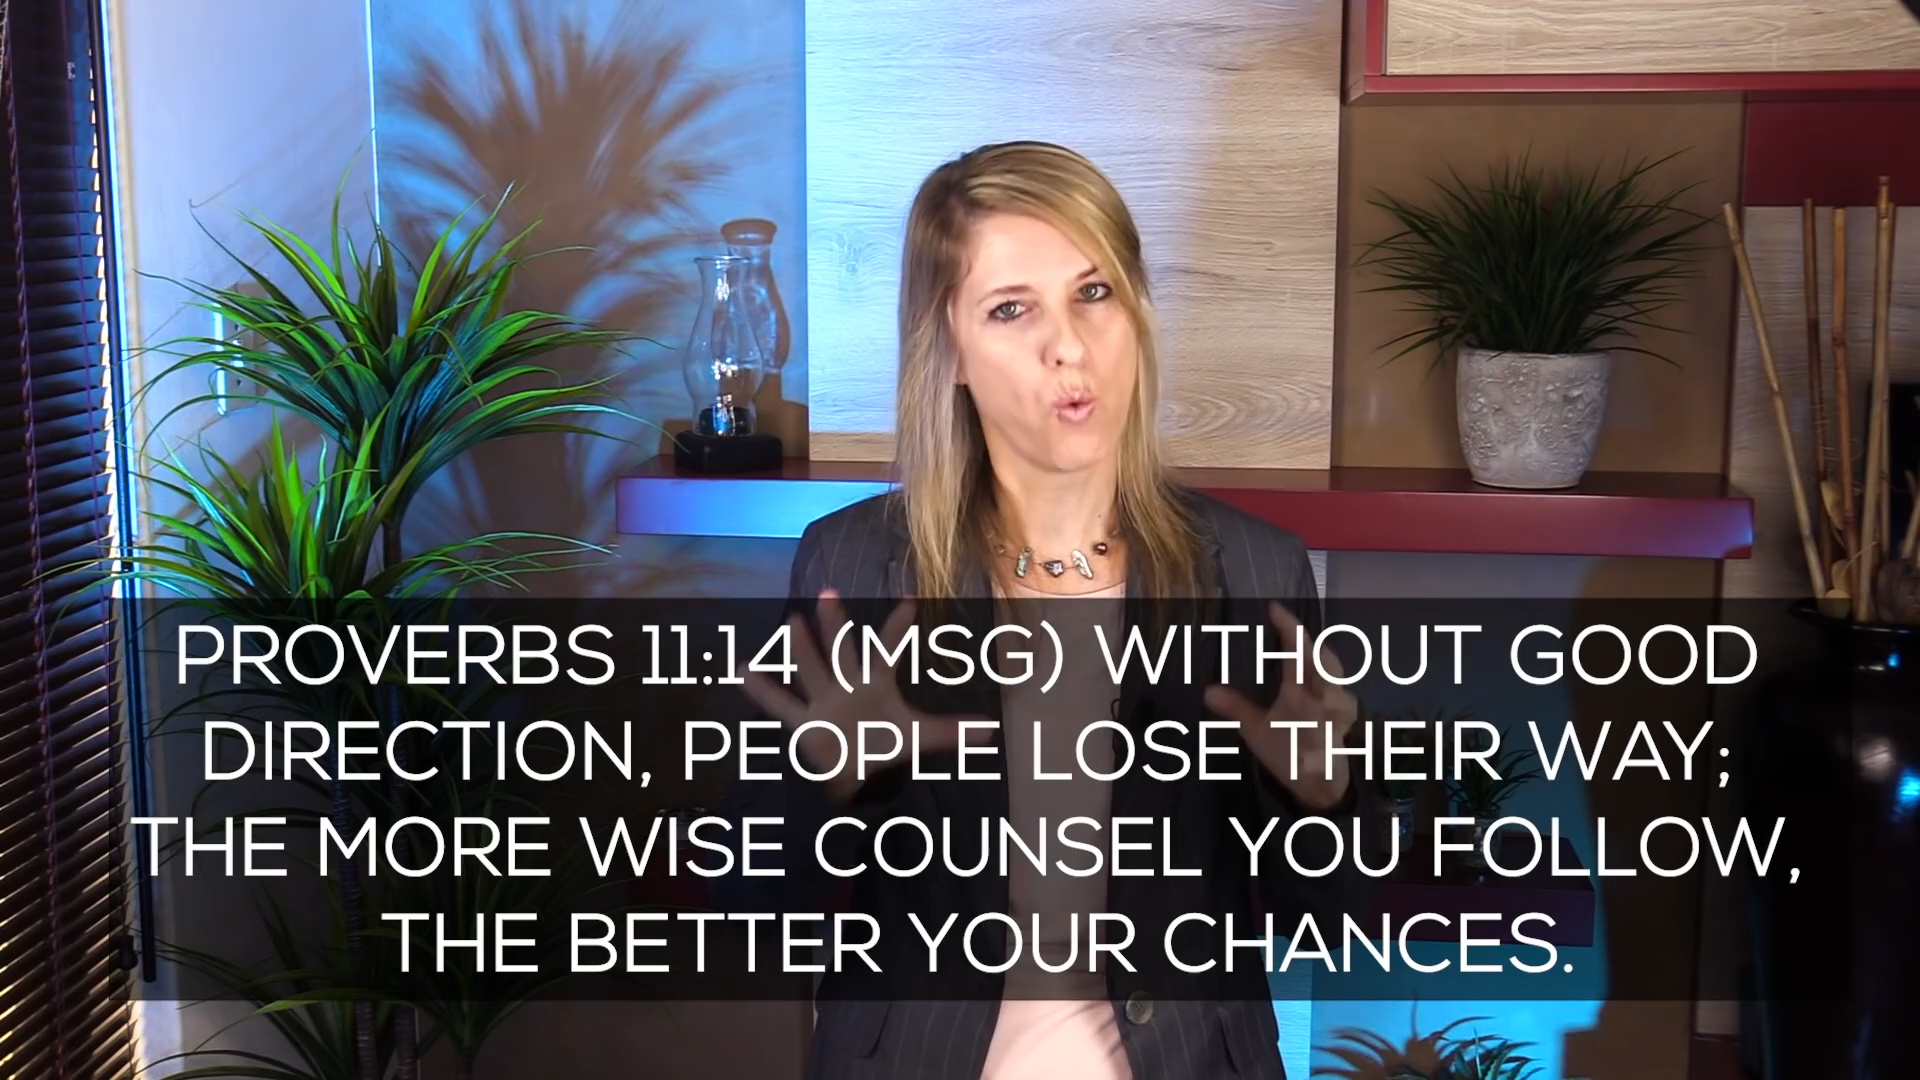 PROVERBS 11:14 (MSG) WITHOUT GOOD
DIRECTION, PEOPLE LOSE THEIR WAY;
THE MORE WISE COUNSEL YOU FOLLOW,
THE BETTER YOUR CHANCES.